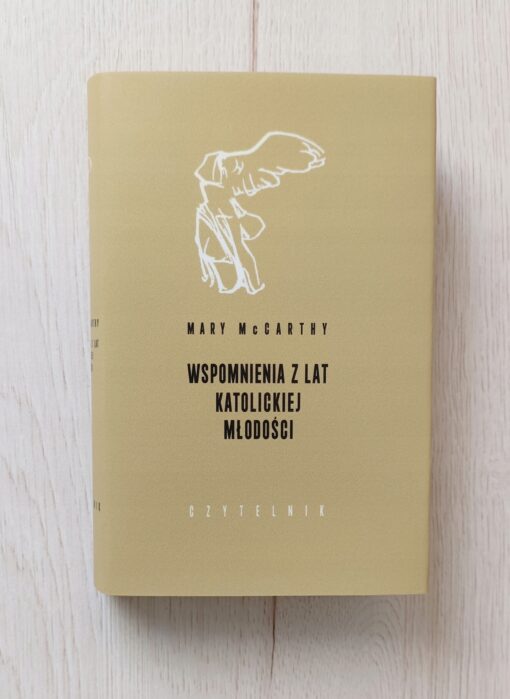 MARY McCARTHY
WSPOMNIENIA Z LAT
KATOLICKIEJ
MŁODOŚCI
CZYTELNIK